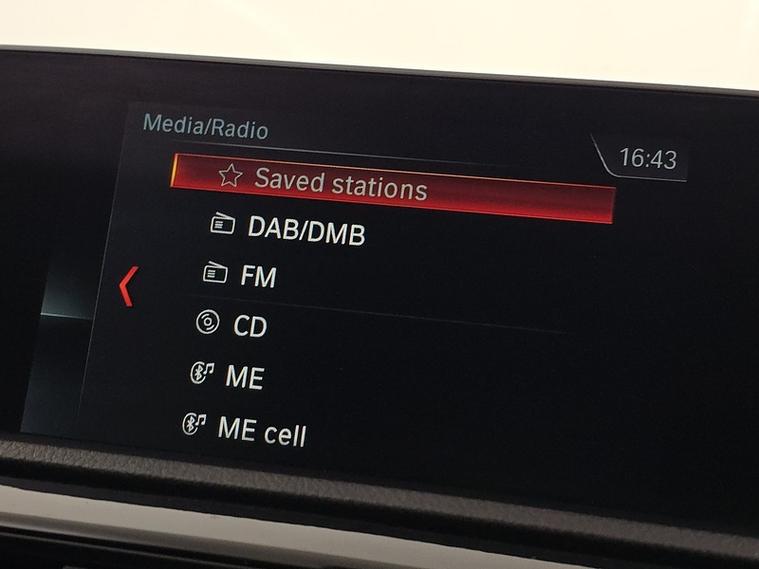 Media/Radio
16:43
Saved stations
DAB/DMB
FM
CD
ME
ME cell